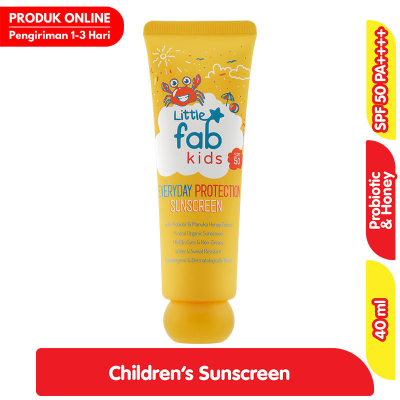 PRODUK ONLINE
Pengiriman 1-3 Hari
Little
fab
kids
50
EVERYDAY PROTECTION
SUNSCREEN
SPF 50 PA++++
Probiotic
& Honey
40 ml
Children's Sunscreen